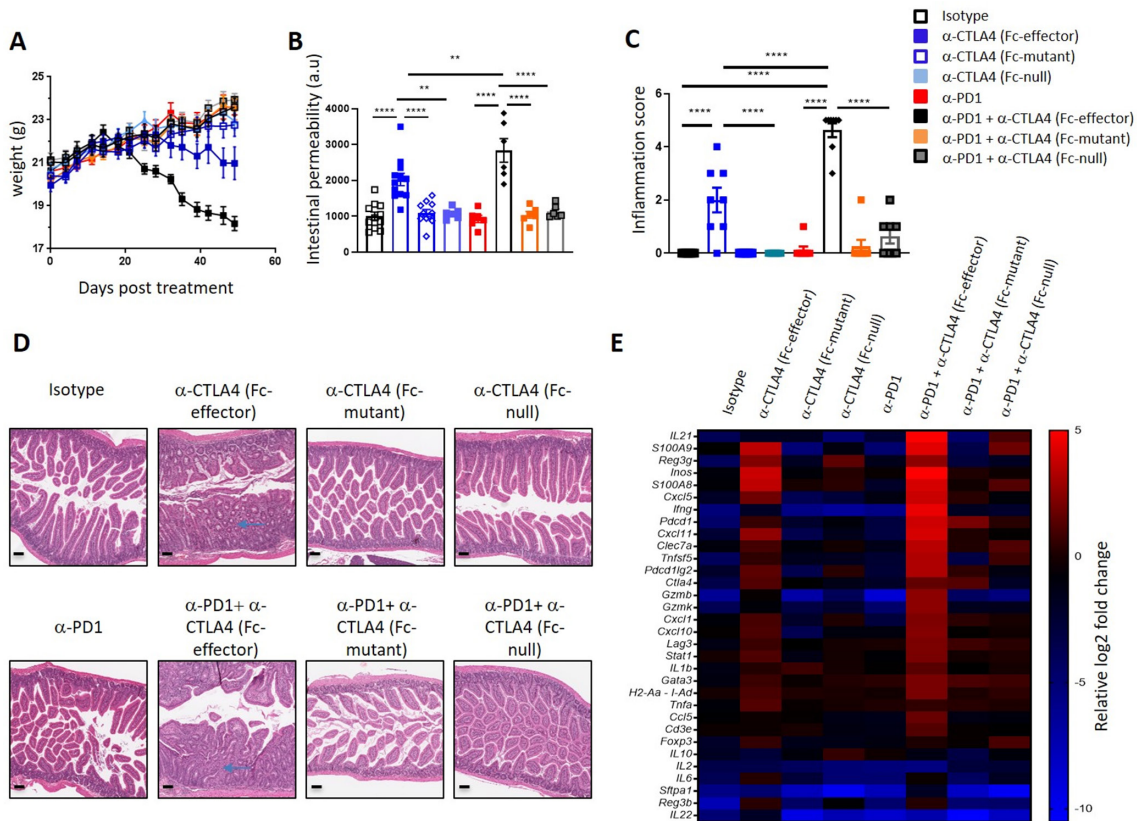 A
weight (g)
25
23
21
19
17
0
20
40
60
Days post treatment
B
Intestinal permeability (a.u)
4000
3000
2000
1000
0
**
**
****
****
****
****
****
C
Inflammation score
6
4
2
0
****
****
****
****
****
****
Isotype
α-CTLA4 (Fc-effector)
α-CTLA4 (Fc-mutant)
α-CTLA4 (Fc-null)
α-PD1
α-PD1 + α-CTLA4 (Fc-effector)
α-PD1 + α-CTLA4 (Fc-mutant)
α-PD1 + α-CTLA4 (Fc-null)
D
Isotype
α-CTLA4 (Fc-
effector)
α-CTLA4 (Fc-
mutant)
α-CTLA4 (Fc-
null)
α-PD1
α-PD1+ α-
CTLA4 (Fc-
effector)
α-PD1+ α-
CTLA4 (Fc-
mutant)
α-PD1+ α-
CTLA4 (Fc-
null)
E
Isotype
α-CTLA4 (Fc-effector)
α-CTLA4 (Fc-mutant)
α-CTLA4 (Fc-null)
α-PD1
α-PD1 + α-CTLA4 (Fc-effector)
α-PD1 + α-CTLA4 (Fc-mutant)
α-PD1 + α-CTLA4 (Fc-null)
IL21
S100A9
Reg3g
Inos
S100A8
Cxcl5
Ifng
Pdcd1
Cxcl11
Clec7a
Tnfsf5
Pdcd1lg2
Ctla4
Gzmb
Gzmk
Cxcl1
Cxcl10
Lag3
Stat1
IL1b
Gata3
H2-Aa - I-Ad
Tnfa
Ccl5
Cd3e
Foxp3
IL10
IL2
IL6
Sftpa1
Reg3b
IL22
5
0
-5
-10
Relative log2 fold change